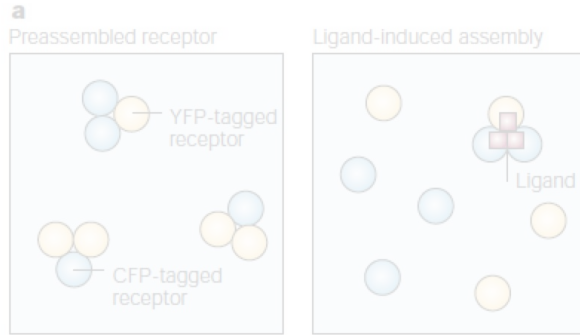 a
Preassembled receptor
Ligand-induced assembly
YFP-tagged
receptor
CFP-tagged
receptor
Ligand